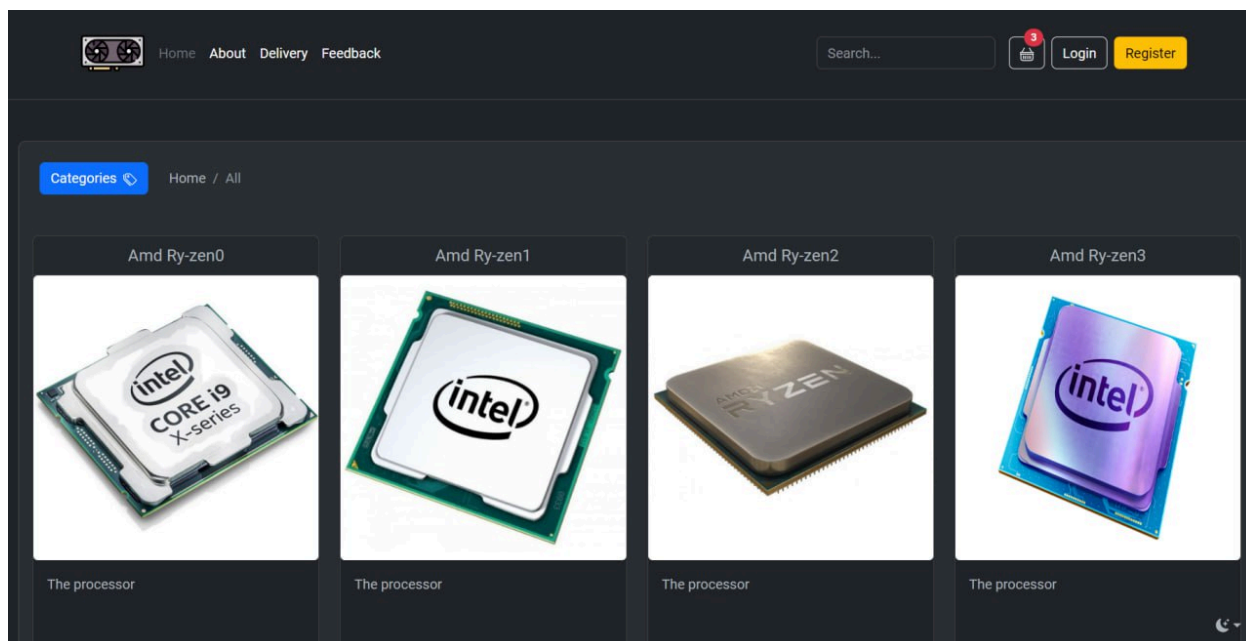 Home About Delivery Feedback Search... 3 Login Register
Categories Home / All
Amd Ry-zen0 Amd Ry-zen1 Amd Ry-zen2 Amd Ry-zen3
intel
CORE i9
X-series
intel
AMD
RYZEN
intel
The processor The processor The processor The processor